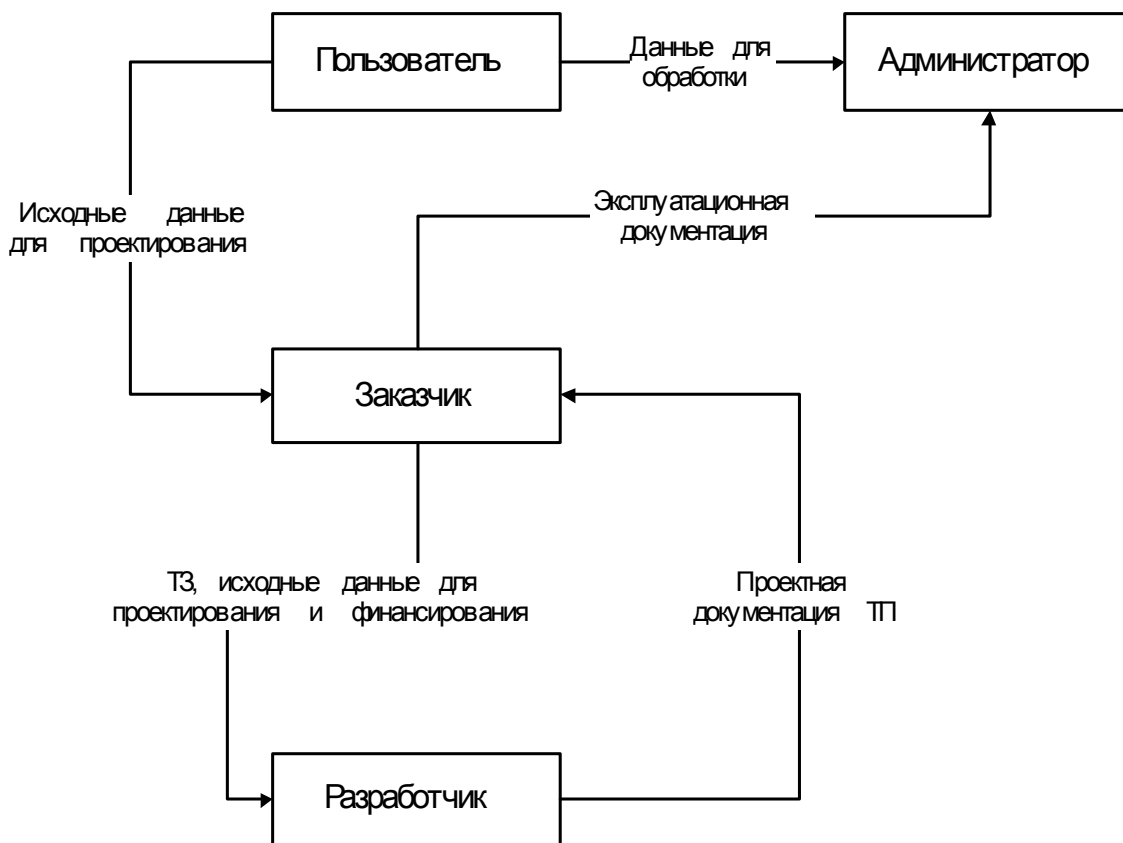 Пользователь
Данные для
обработки
Администратор
Исходные данные
для проектирования
Эксплуатационная
документация
Заказчик
ТЗ, исходные данные для
проектирования и финансирования
Проектная
документация ТП
Разработчик